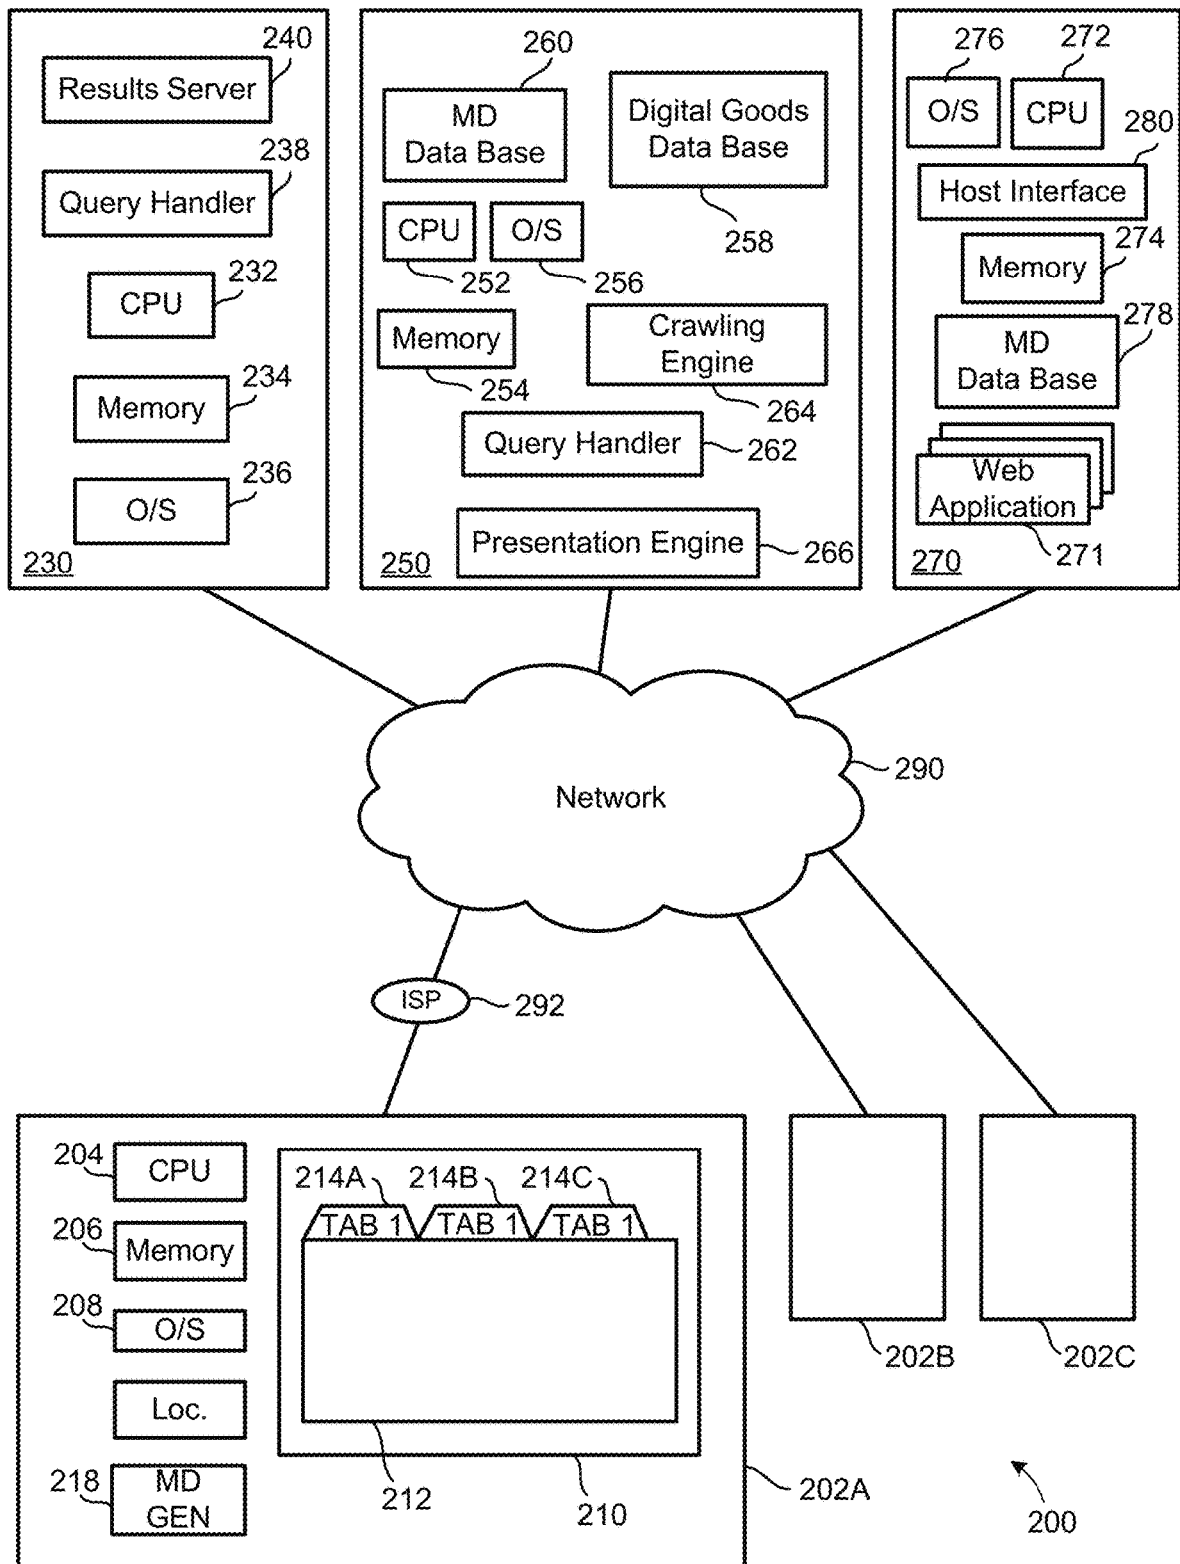 240
Results Server
238
Query Handler
232
CPU
234
Memory
236
O/S
230
260
MD
Data Base
Digital Goods
Data Base
258
CPU
O/S
252
256
Memory
254
Crawling
Engine
264
Query Handler
262
Presentation Engine
266
250
276
272
O/S
CPU
280
Host Interface
274
Memory
278
MD
Data Base
Web
Application
271
270
Network
290
ISP
292
204
CPU
206
Memory
208
O/S
Loc.
218
MD
GEN
214A
214B
214C
TAB 1
TAB 1
TAB 1
212
210
202A
202B
202C
200